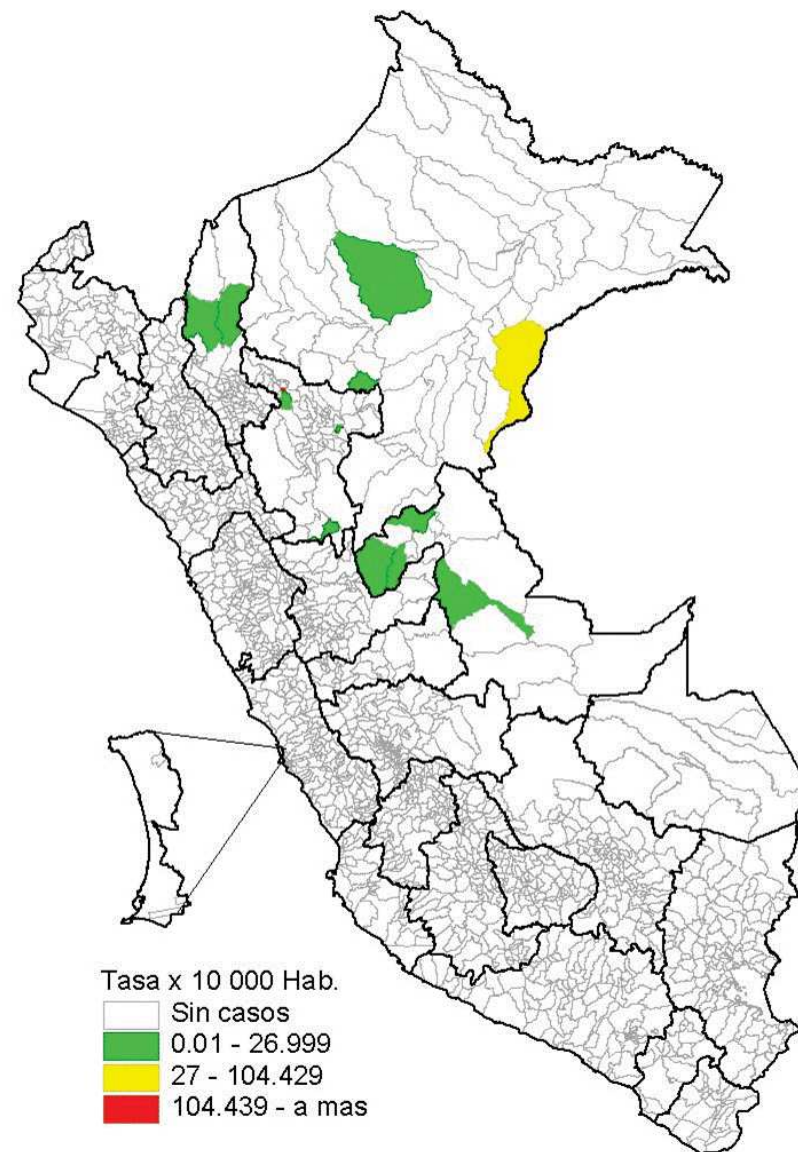 Tasa x 10 000 Hab.
Sin casos
0.01 - 26.999
27 - 104.429
104.439 - a mas